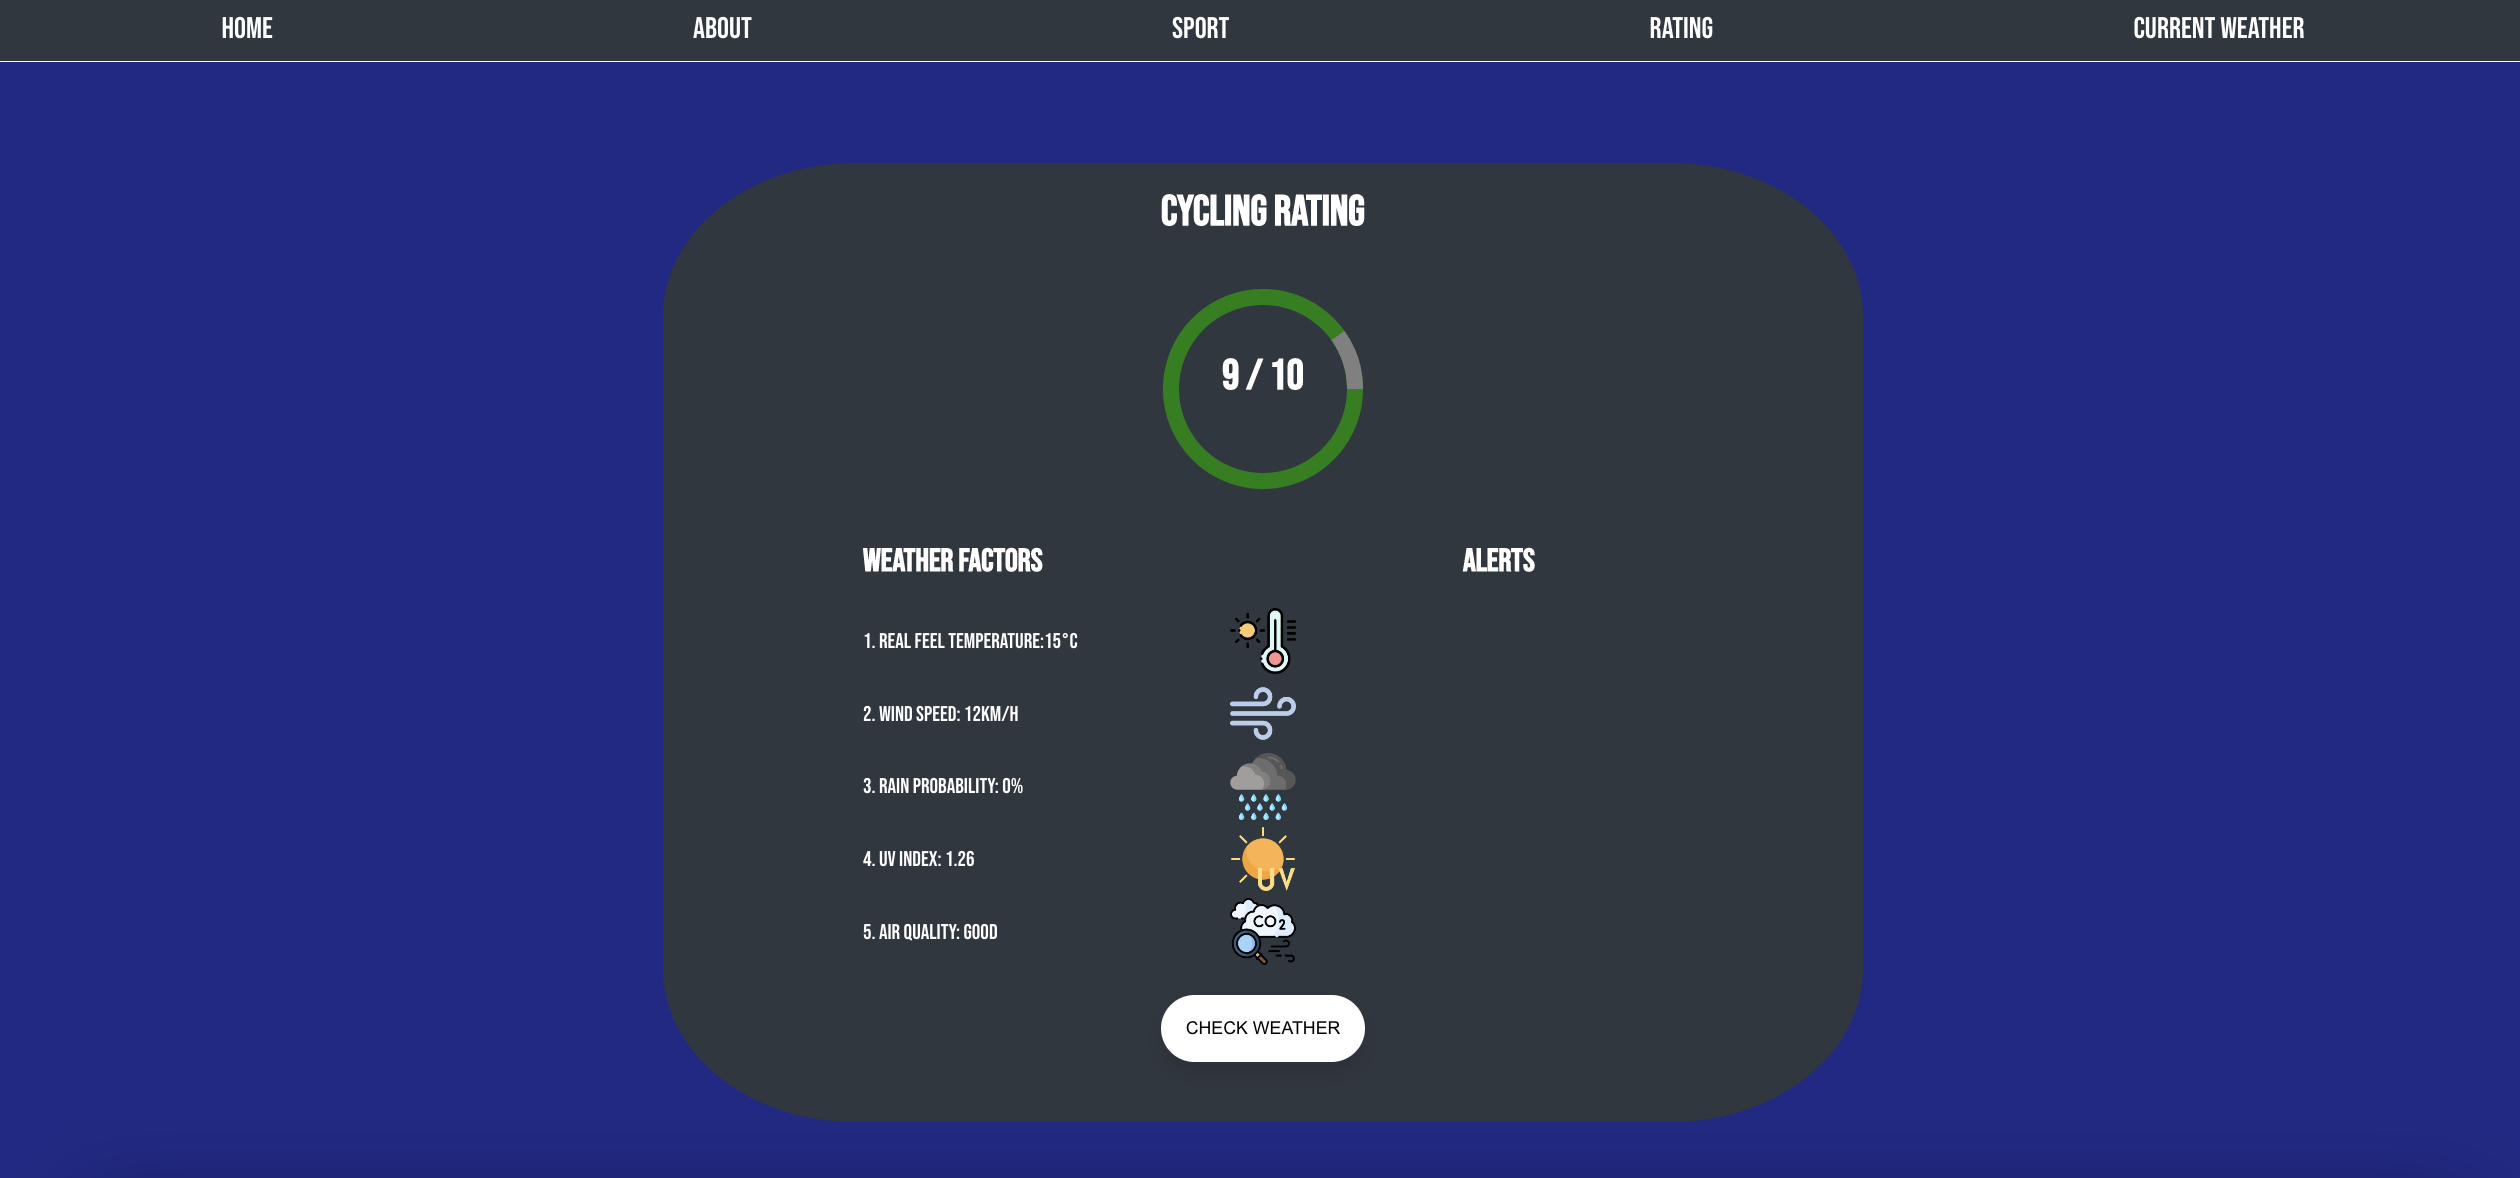 HOME ABOUT SPORT RATING CURRENT WEATHER
CYCLING RATING
9 / 10
WEATHER FACTORS ALERTS
1. REAL FEEL TEMPERATURE:15°C
2. WIND SPEED: 12KM/H
3. RAIN PROBABILITY: 0%
4. UV INDEX: 1.26
UV
5. AIR QUALITY: GOOD
CO2
CHECK WEATHER